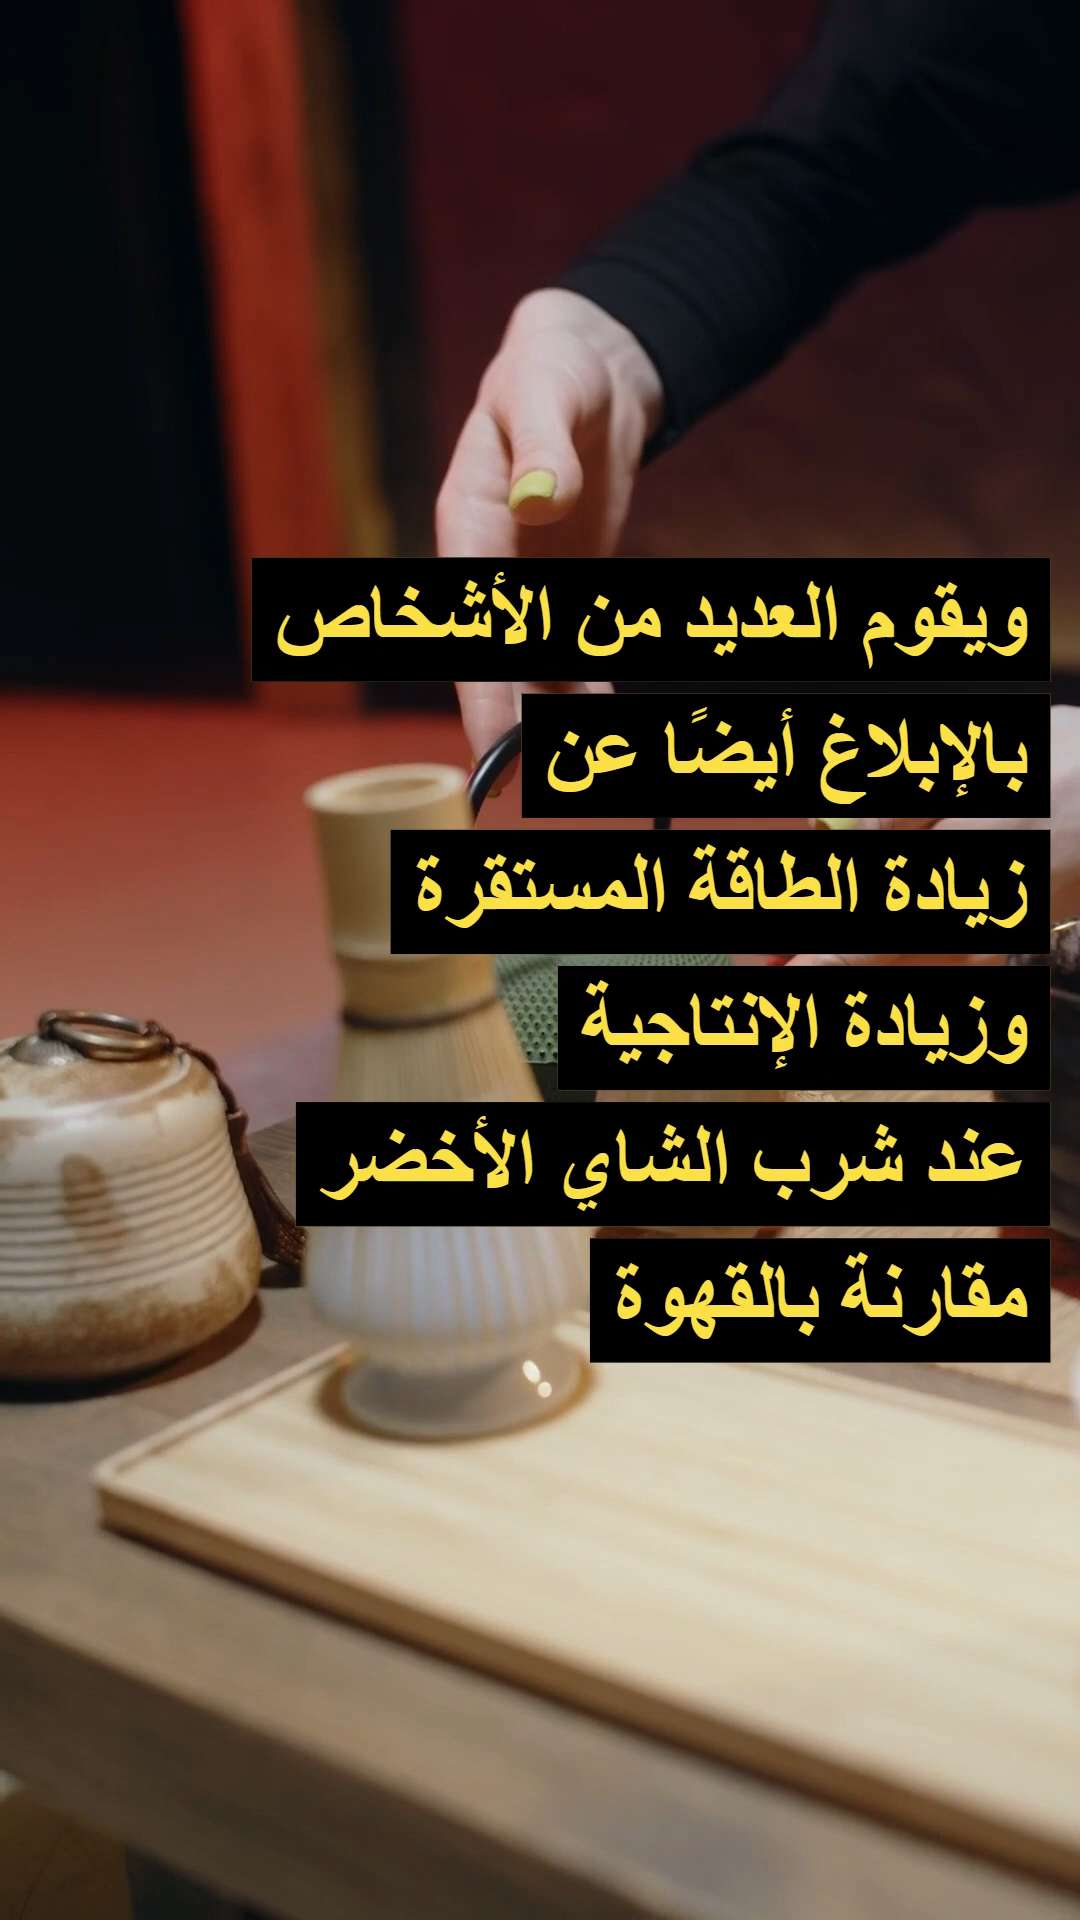 ويقوم العديد من الأشخاص
بالإبلاغ أيضًا عن
زيادة الطاقة المستقرة
وزيادة الإنتاجية
عند شرب الشاي الأخضر
مقارنة بالقهوة